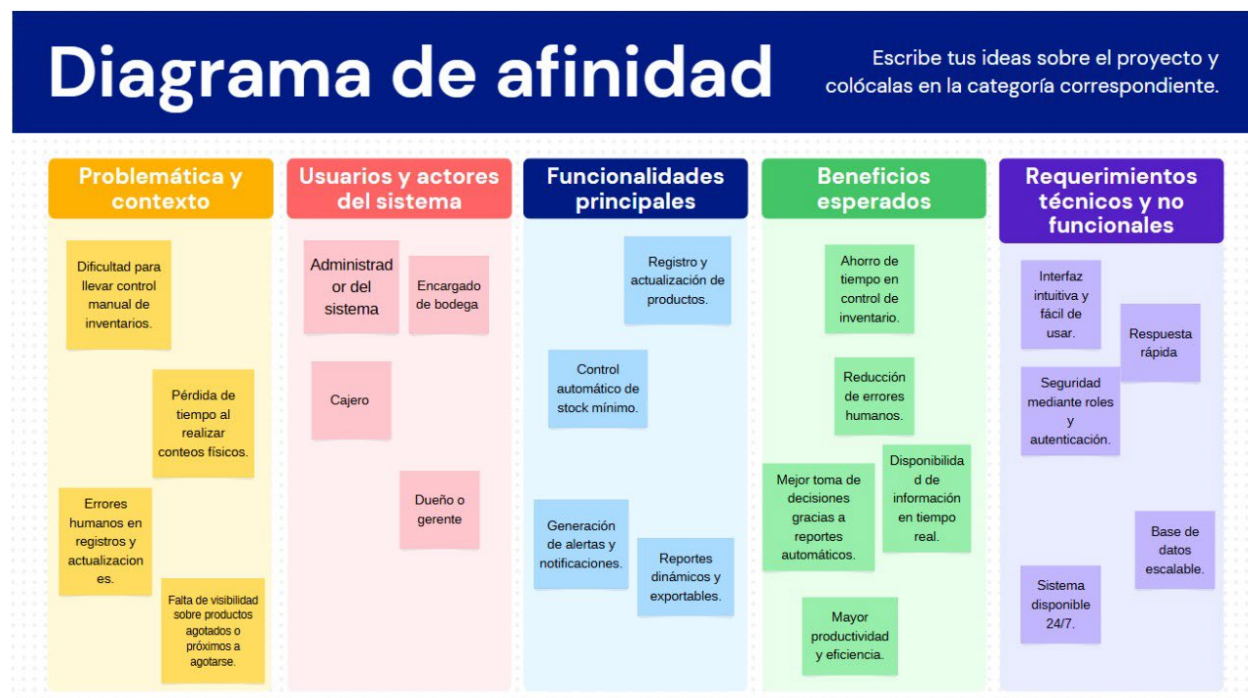 Diagrama de afinidad
Escribe tus ideas sobre el proyecto y
colócalas en la categoría correspondiente.
Problemática y
contexto
Dificultad para
llevar control
manual de
inventarios.
Pérdida de
tiempo al
realizar
conteos físicos.
Errores
humanos en
registros y
actualizacion
es.
Falta de visibilidad
sobre productos
agotados o
próximos a
agotarse.
Usuarios y actores
del sistema
Administrad
or del
sistema
Encargado
de bodega
Cajero
Dueño o
gerente
Funcionalidades
principales
Registro y
actualización de
productos.
Control
automático de
stock mínimo.
Generación
de alertas y
notificaciones.
Reportes
dinámicos y
exportables.
Beneficios
esperados
Ahorro de
tiempo en
control de
inventario.
Reducción
de errores
humanos.
Mejor toma de
decisiones
gracias a
reportes
automáticos.
Disponibilida
d de
información
en tiempo
real.
Mayor
productividad
y eficiencia.
Requerimientos
técnicos y no
funcionales
Interfaz
intuitiva y
fácil de
usar.
Respuesta
rápida
Seguridad
mediante roles
y
autenticación.
Base de
datos
escalable.
Sistema
disponible
24/7.